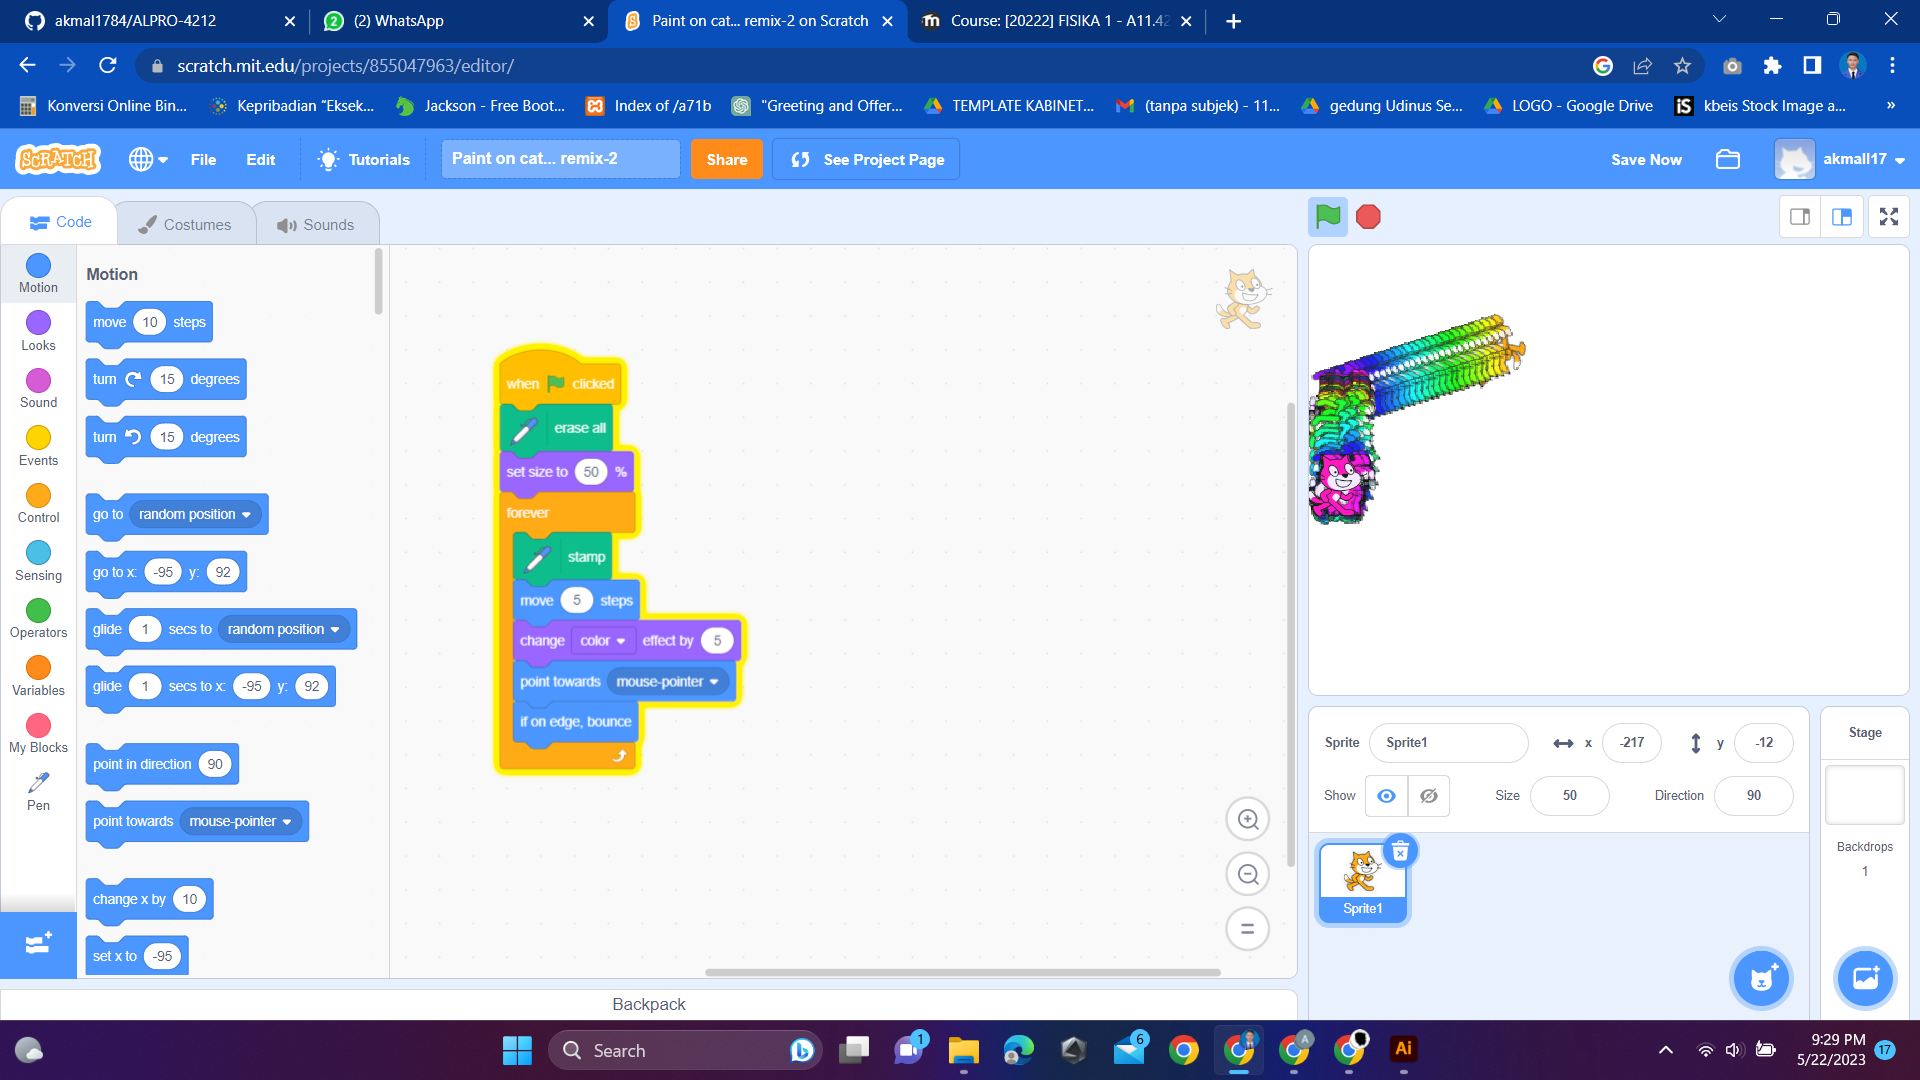 akmal1784/ALPRO-4212
(2) WhatsApp
Paint on cat... remix-2 on Scratch
Course: [20222] FISIKA 1 - A11.42
scratch.mit.edu/projects/855047963/editor/
Konversi Online Bin...
Kepribadian “Eksek...
Jackson - Free Boot...
Index of /a71b
"Greeting and Offer...
TEMPLATE KABINET...
(tanpa subjek) - 11...
gedung Udinus Se...
LOGO - Google Drive
iS
kbeis Stock Image a...
»
SCRATCH
File
Edit
Tutorials
Paint on cat... remix-2
Share
See Project Page
Save Now
akmall17
Code
Costumes
Sounds
Motion
Looks
Sound
Events
Control
Sensing
Operators
Variables
My Blocks
Pen
Motion
move 10 steps
turn 15 degrees
turn 15 degrees
go to random position
go to x: -95 y: 92
glide 1 secs to random position
glide 1 secs to x: -95 y: 92
point in direction 90
point towards mouse-pointer
change x by 10
set x to -95
when clicked
erase all
set size to 50 %
forever
stamp
move 5 steps
change color effect by 5
point towards mouse-pointer
if on edge, bounce
Sprite Sprite1 x -217 y -12
Show Size 50 Direction 90
Sprite1
Stage
Backdrops
1
Backpack
Search
1
6
A
Ai
9:29 PM
5/22/2023
17